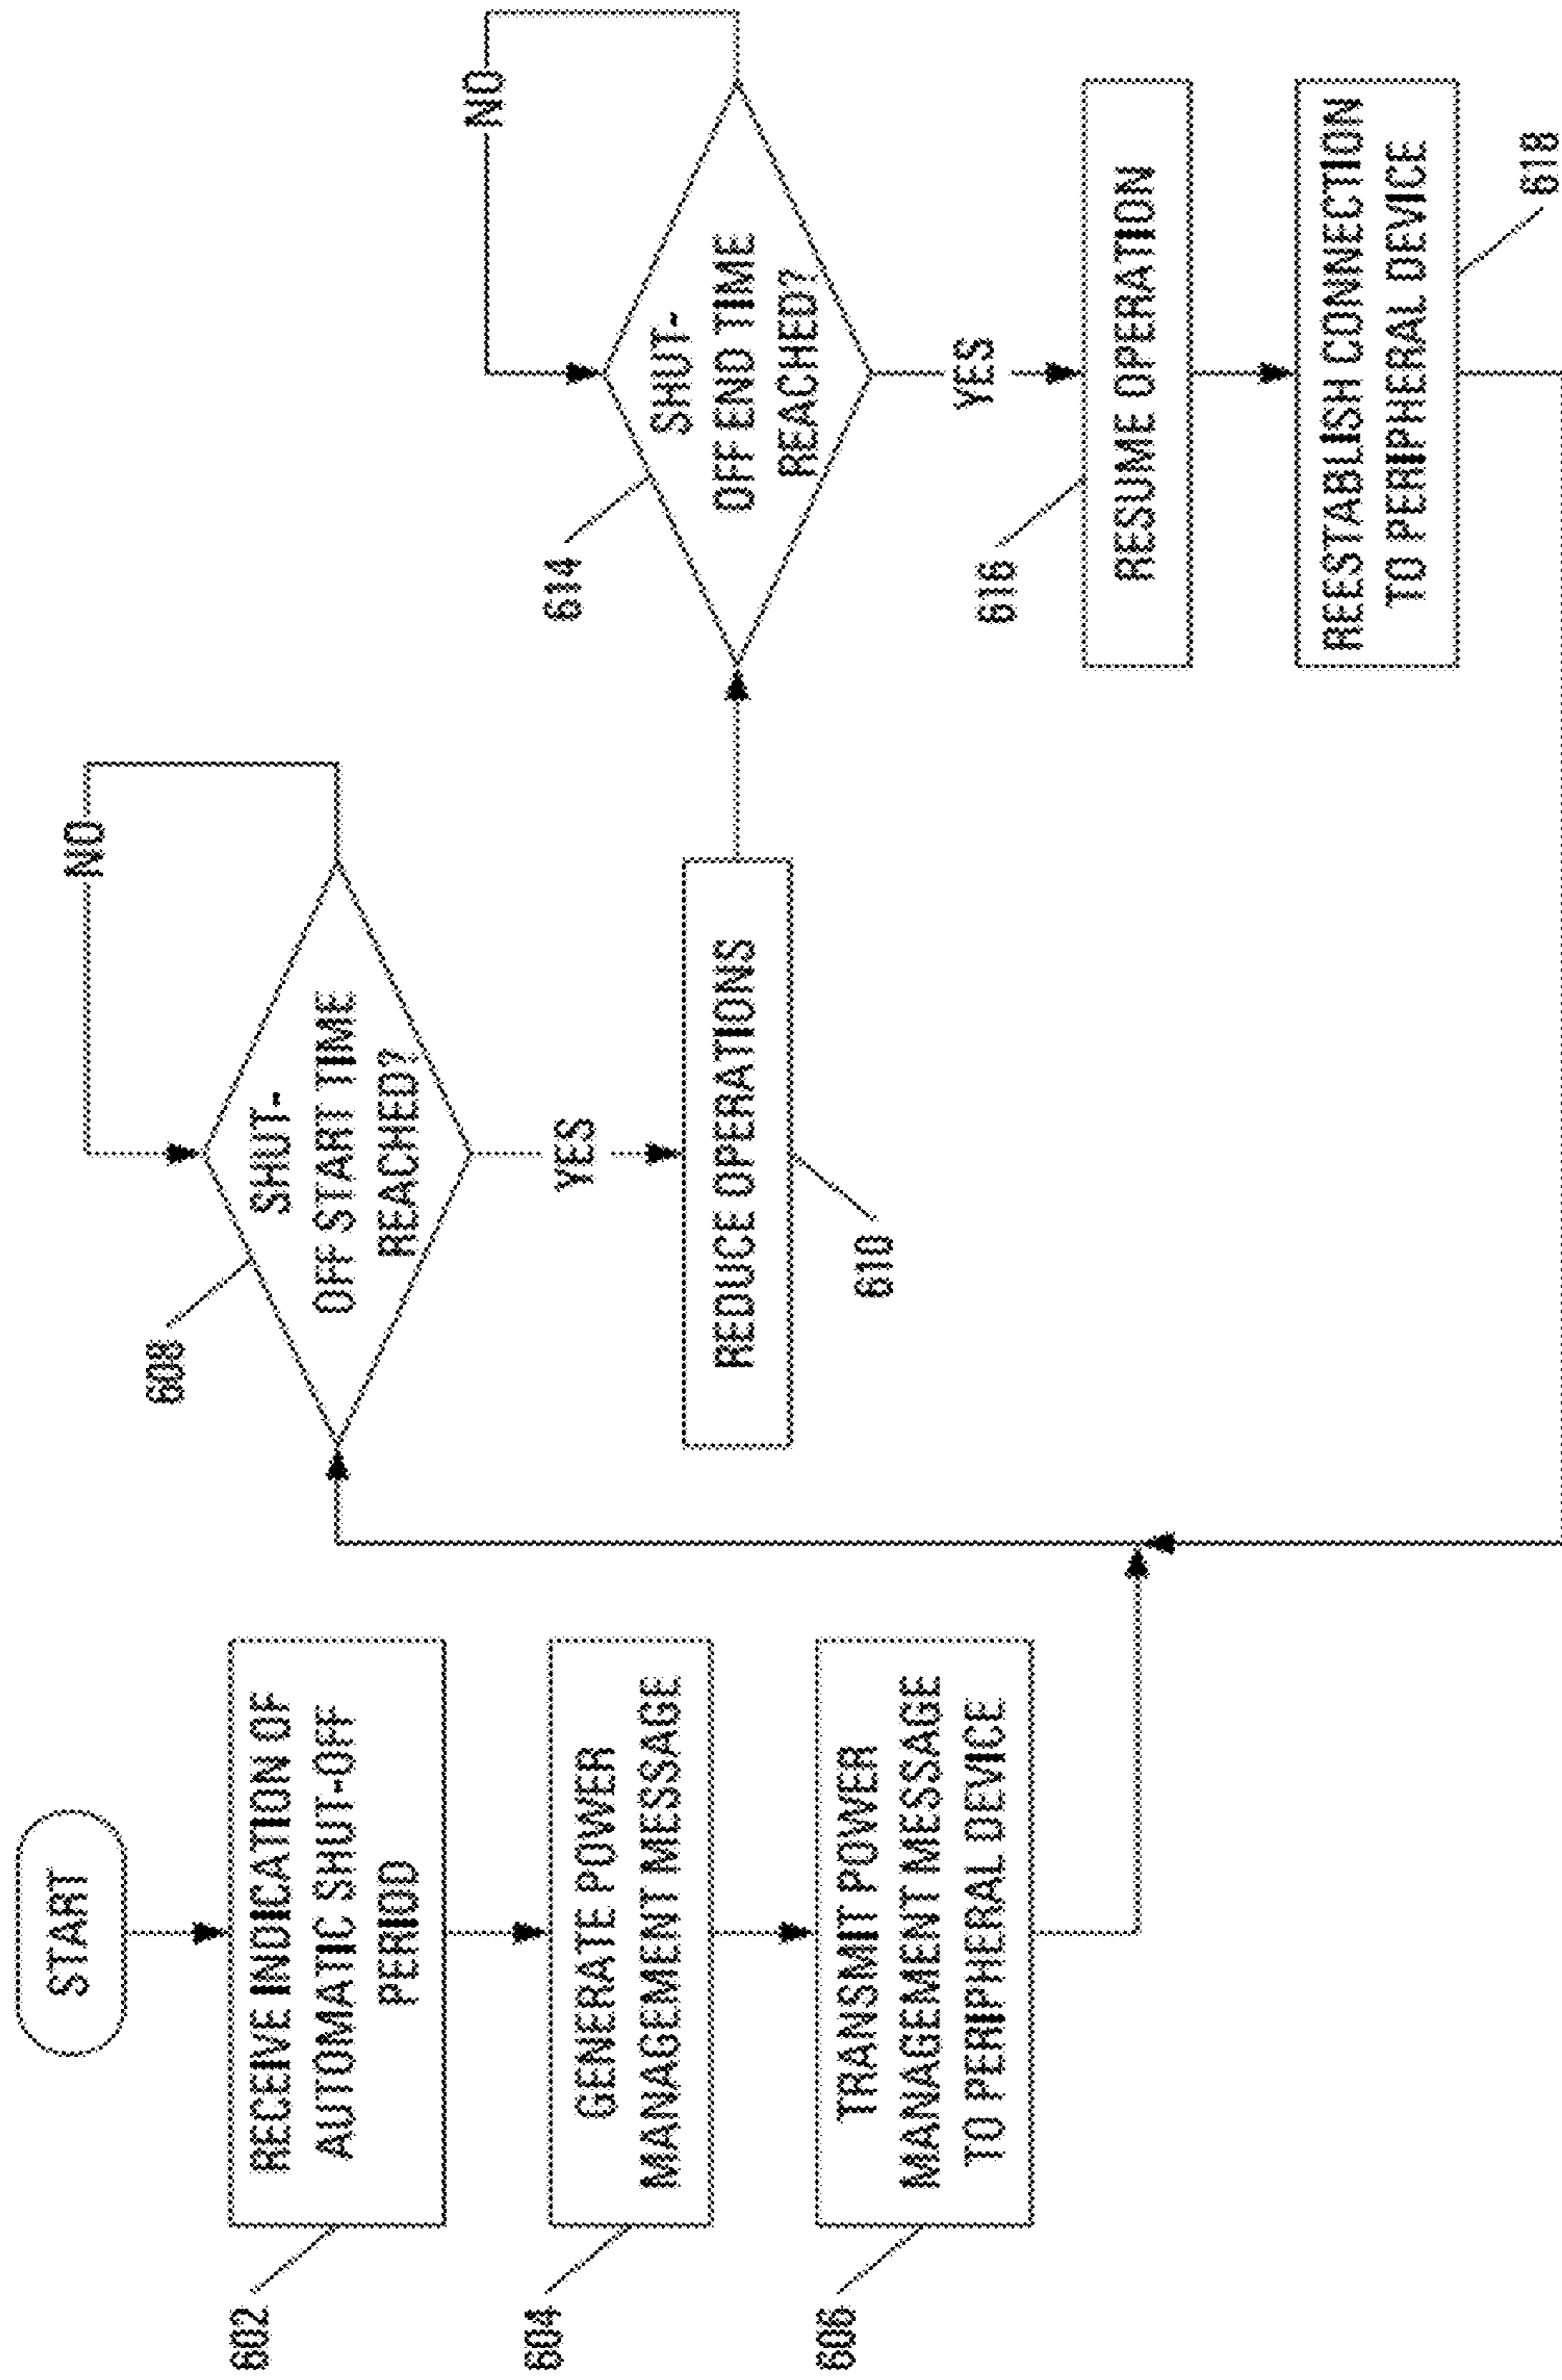 START
602
RECEIVE INDICATION OF
AUTOMATIC SHUT-OFF
PERIOD
604
GENERATE POWER
MANAGEMENT MESSAGE
606
TRANSMIT POWER
MANAGEMENT MESSAGE
TO PERIPHERAL DEVICE
608
SHUT-
OFF START TIME
REACHED?
NO
YES
REDUCE OPERATIONS
610
614
SHUT-
OFF END TIME
REACHED?
NO
YES
616
RESUME OPERATION
REESTABLISH CONNECTION
TO PERIPHERAL DEVICE
618